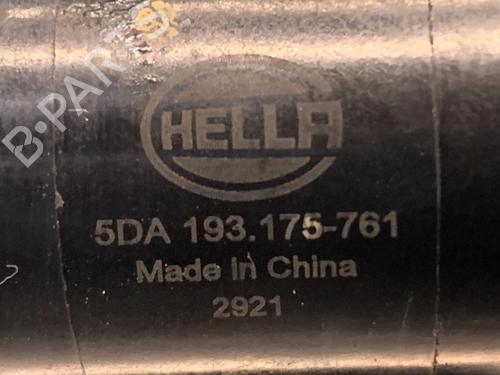 B-PARTS
HELLA
5DA 193.175-761
Made in China
2921